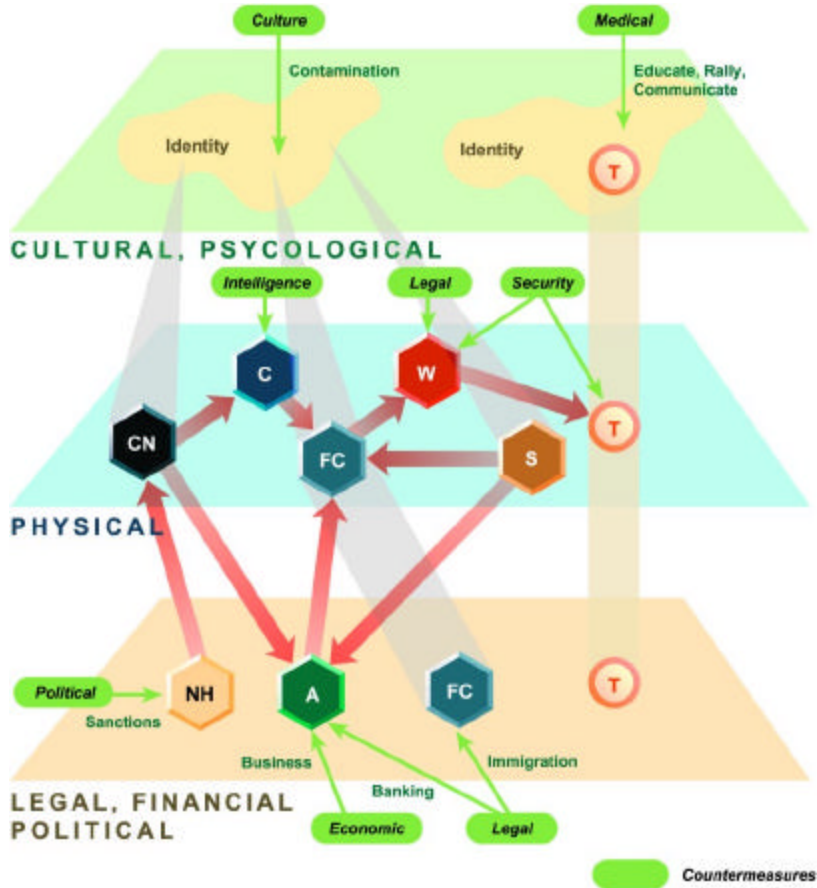 Culture
Medical
Contamination
Educate, Rally,
Communicate
Identity
Identity
T
CULTURAL, PSYCOLOGICAL
Intelligence
Legal
Security
C
W
CN
FC
S
T
PHYSICAL
Political
NH
A
FC
T
Sanctions
Business
Immigration
Banking
LEGAL, FINANCIAL
POLITICAL
Economic
Legal
Countermeasures